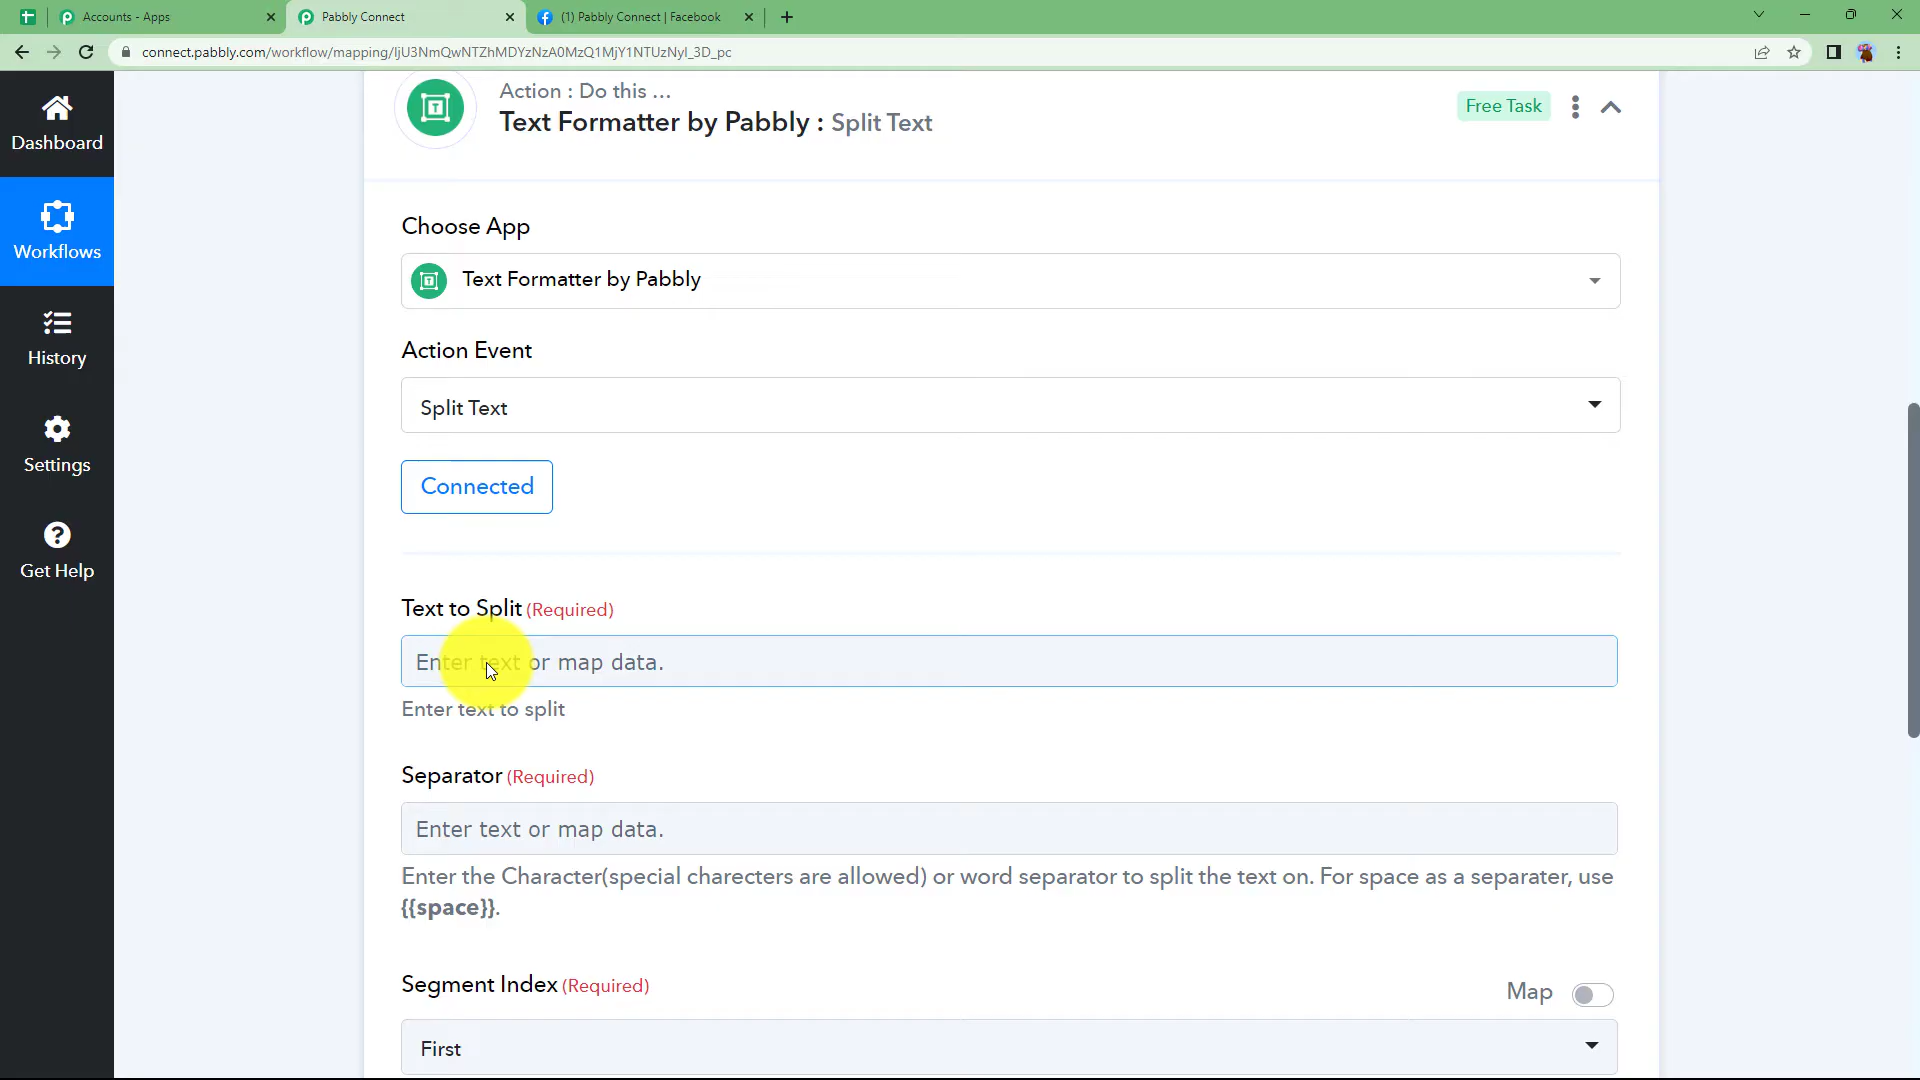 Accounts - Apps
Pabbly Connect
(1) Pabbly Connect | Facebook
connect.pabbly.com/workflow/mapping/IjU3NmQwNTZhMDYzNzA0MzQ1MjY1NTUzNyI_3D_pc
Dashboard
Workflows
History
Settings
Get Help
Action : Do this ...
Text Formatter by Pabbly : Split Text
Free Task
Choose App
Text Formatter by Pabbly
Action Event
Split Text
Connected
Text to Split (Required)
Enter text or map data.
Enter text to split
Separator (Required)
Enter text or map data.
Enter the Character(special charecters are allowed) or word separator to split the text on. For space as a separater, use
{{space}}.
Segment Index (Required)
Map
First